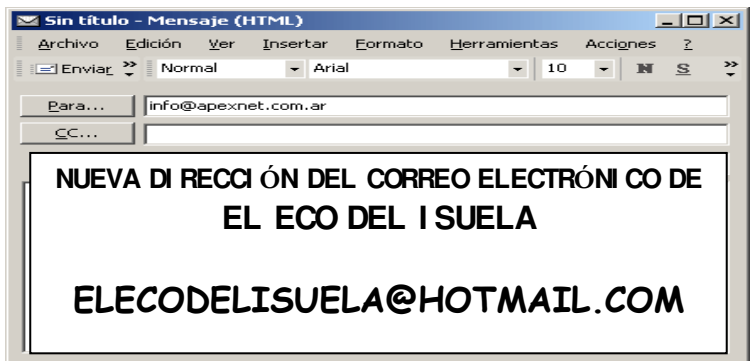 Sin título - Mensaje (HTML)
Archivo Edición Ver Insertar Formato Herramientas Acciones ?
Enviar Normal Arial 10 N S
Para... info@apexnet.com.ar
CC...
NUEVA DIRECCIÓN DEL CORREO ELECTRÓNICO DE
EL ECO DEL ISUELA
ELECODELISUELA@HOTMAIL.COM